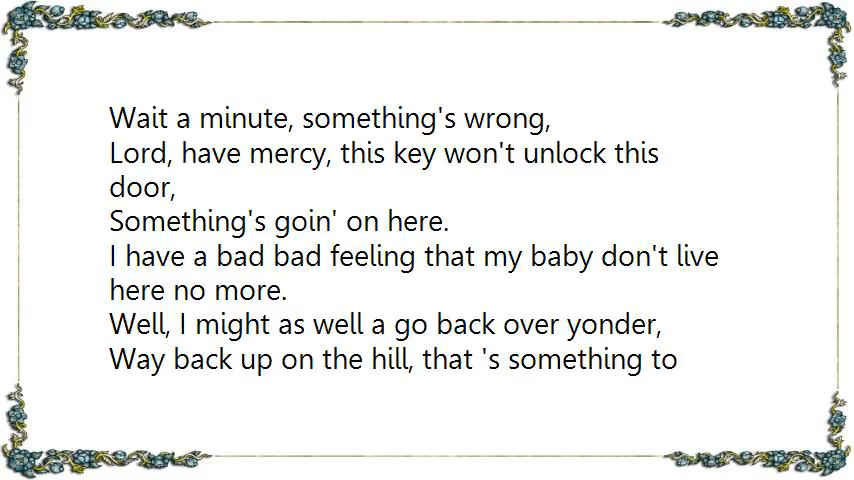 Wait a minute, something's wrong,
Lord, have mercy, this key won't unlock this
door,
Something's goin' on here.
I have a bad bad feeling that my baby don't live
here no more.
Well, I might as well a go back over yonder,
Way back up on the hill, that 's something to